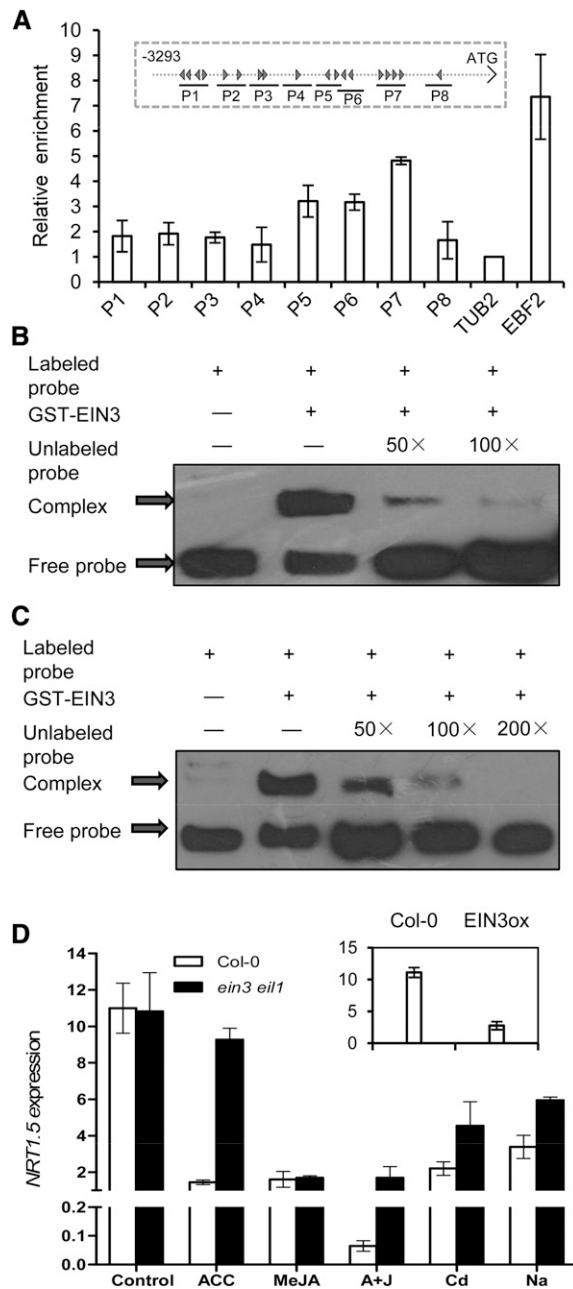 A
Relative enrichment
10
9
8
7
6
5
4
3
2
1
0
-3293
ATG
P1 P2 P3 P4 P5 P6 P7 P8
P1 P2 P3 P4 P5 P6 P7 P8 TUB2 EBF2
B
Labeled probe + + + +
GST-EIN3 — + + +
Unlabeled probe — — 50× 100×
Complex
Free probe
C
Labeled probe + + + + +
GST-EIN3 — + + + +
Unlabeled probe — — 50× 100× 200×
Complex
Free probe
D
NRT1.5 expression
14
12
10
8
6
4
2
0.2
0.1
0.0
Col-0
ein3 eil1
Col-0 EIN3ox
15
10
5
0
Control ACC MeJA A+J Cd Na